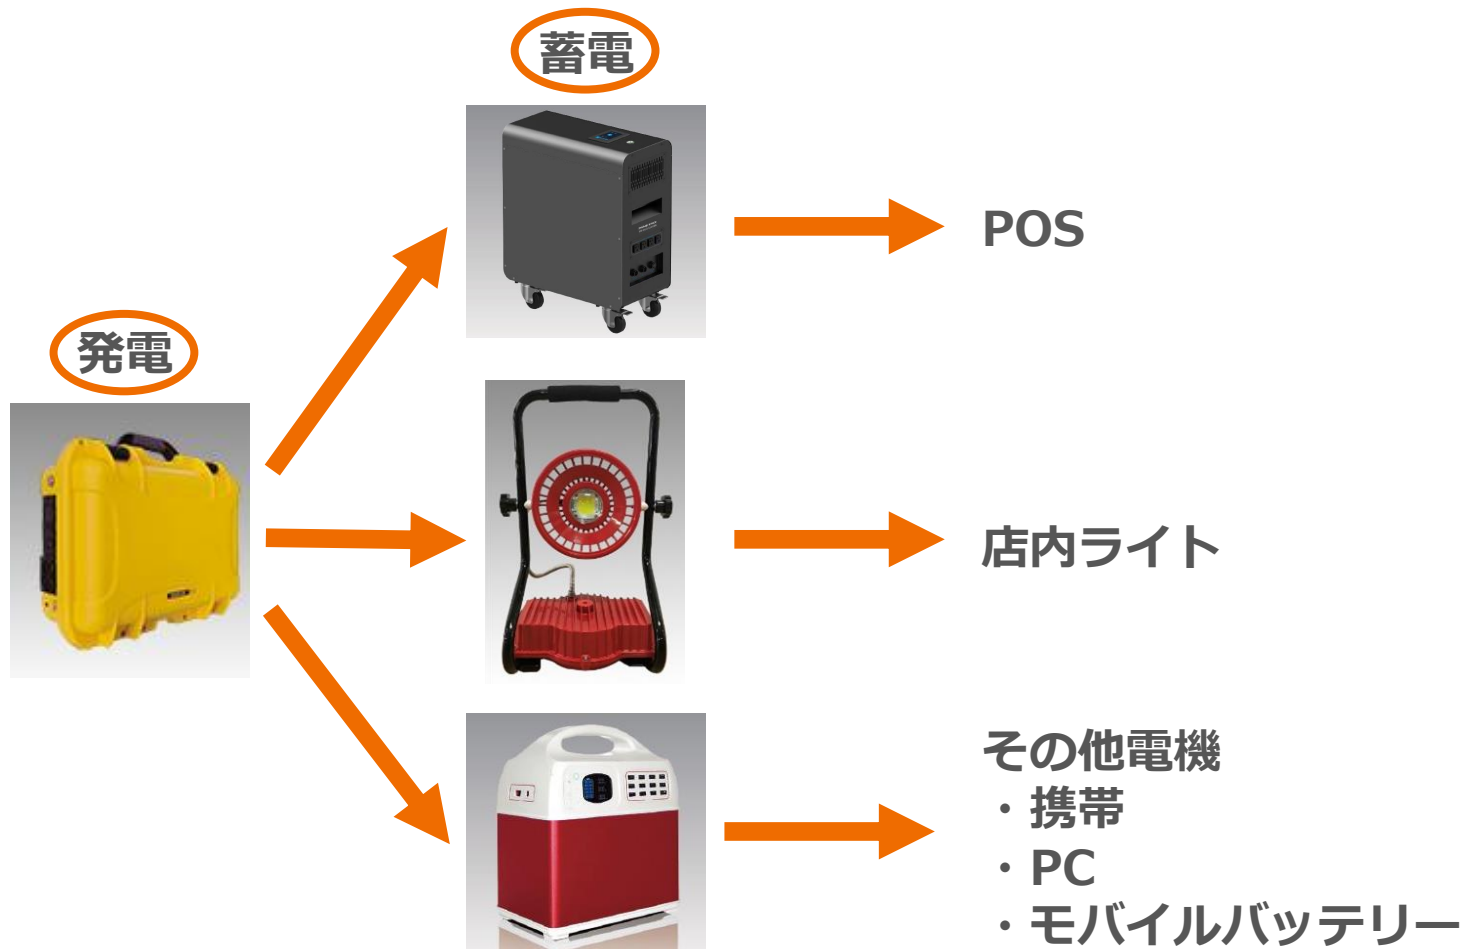 蓄電
POS
発電
店内ライト
その他電機
・携帯
・PC
・モバイルバッテリー